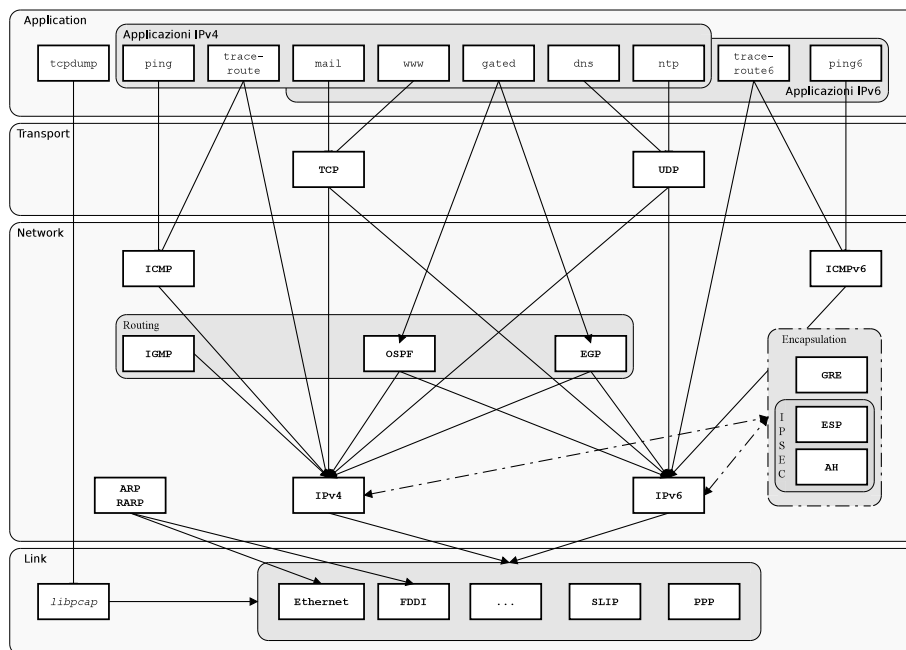 Application
Applicazioni IPv4
tcpdump
ping
trace-
route
mail
www
gated
dns
ntp
trace-
route6
ping6
Applicazioni IPv6
Transport
TCP
UDP
Network
ICMP
ICMPv6
Routing
IGMP
OSPF
EGP
Encapsulation
GRE
I
P
S
E
C
ESP
AH
ARP
RARP
IPv4
IPv6
Link
libpcap
Ethernet
FDDI
...
SLIP
PPP